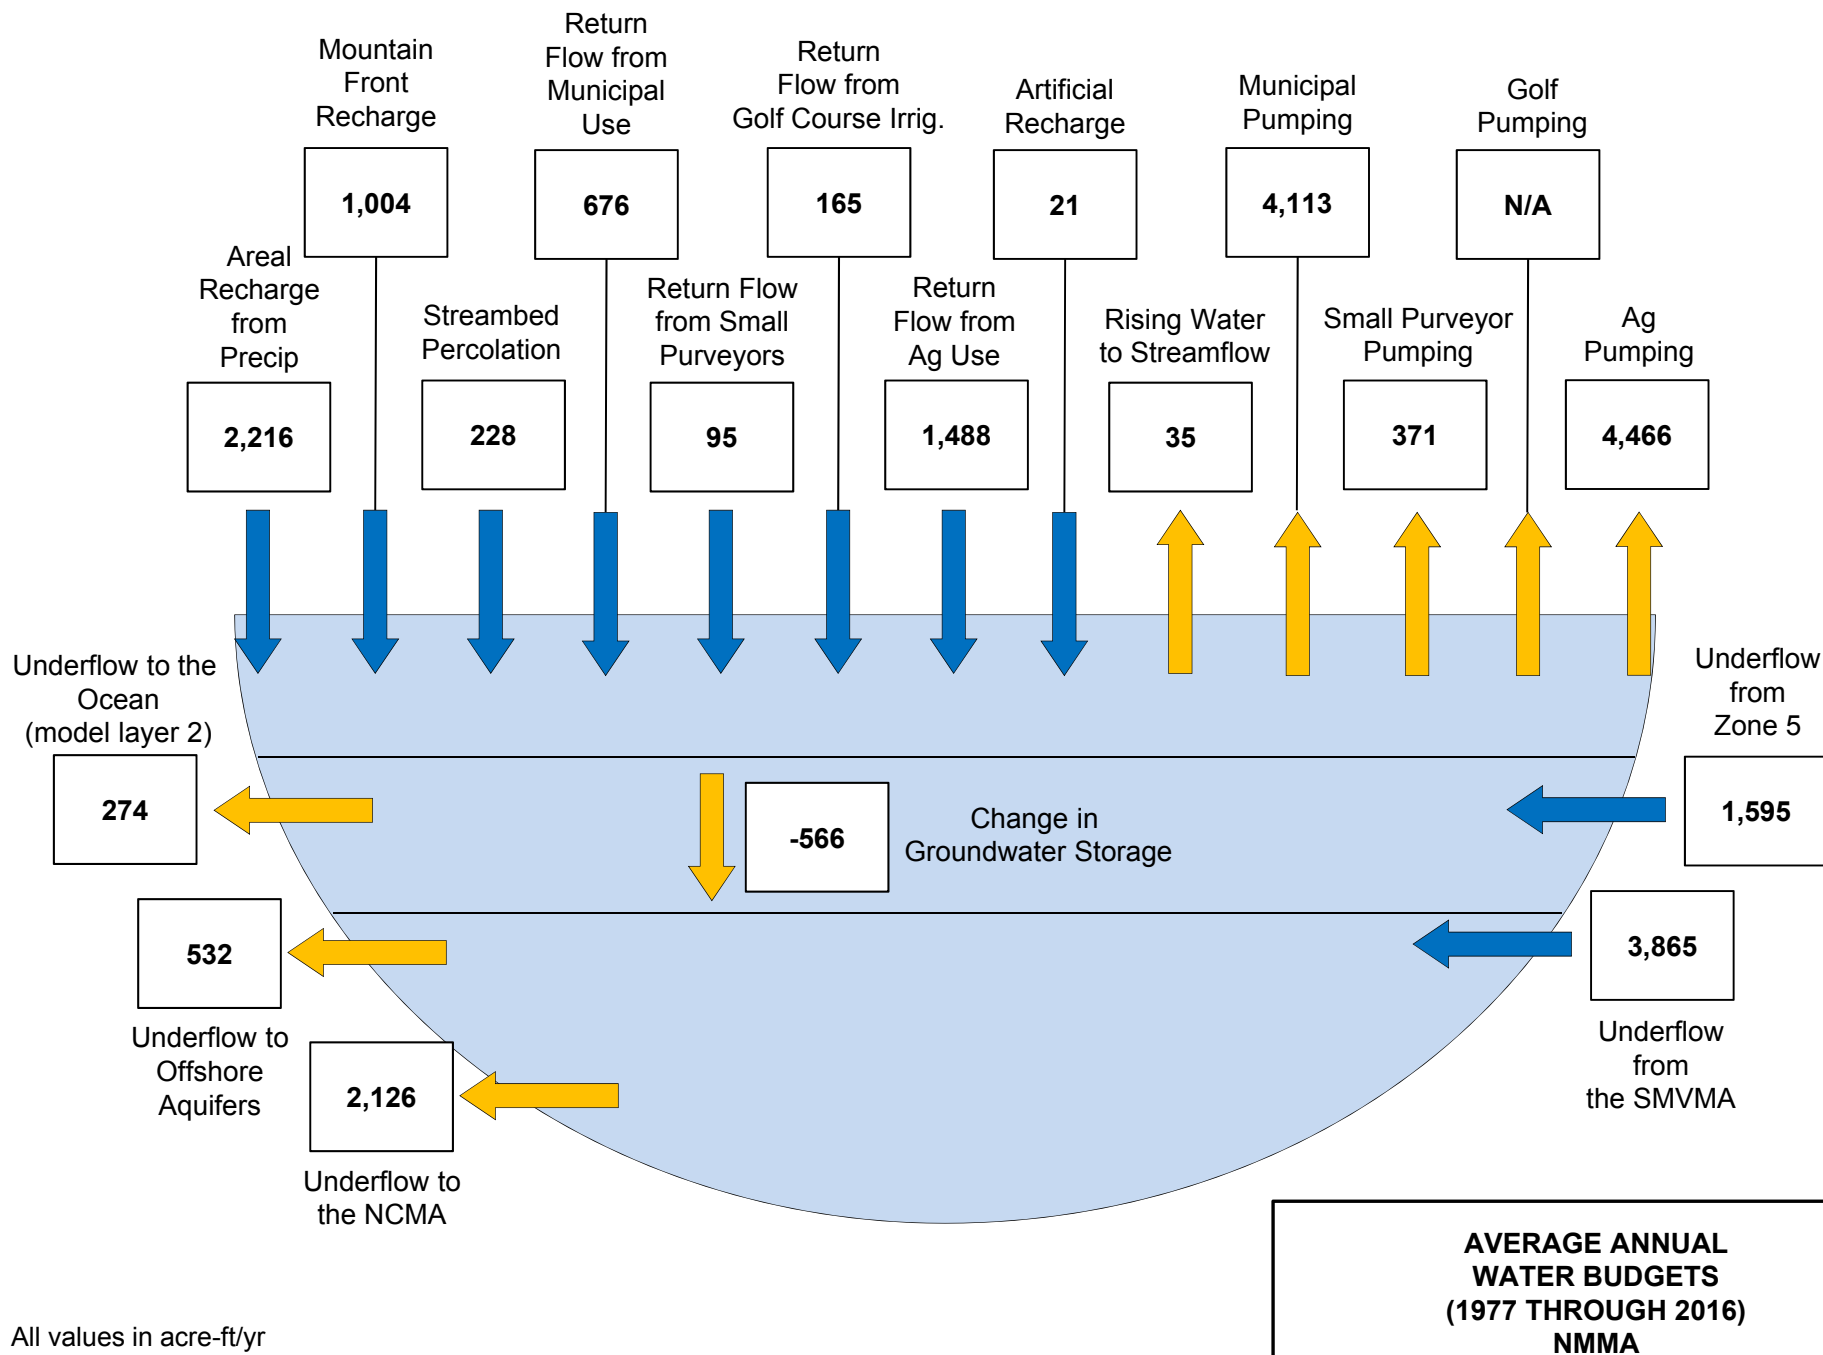 Mountain
Front
Recharge
1,004
Return
Flow from
Municipal
Use
676
Return
Flow from
Golf Course Irrig.
165
Artificial
Recharge
21
Municipal
Pumping
4,113
Golf
Pumping
N/A
Areal
Recharge
from
Precip
2,216
Streambed
Percolation
228
Return Flow
from Small
Purveyors
95
Return
Flow from
Ag Use
1,488
Rising Water
to Streamflow
35
Small Purveyor
Pumping
371
Ag
Pumping
4,466
Underflow to the
Ocean
(model layer 2)
274
-566
Change in
Groundwater Storage
Underflow
from
Zone 5
1,595
532
Underflow to
Offshore
Aquifers
3,865
Underflow
from
the SMVMA
2,126
Underflow to
the NCMA
AVERAGE ANNUAL
WATER BUDGETS
(1977 THROUGH 2016)
NMMA
All values in acre-ft/yr